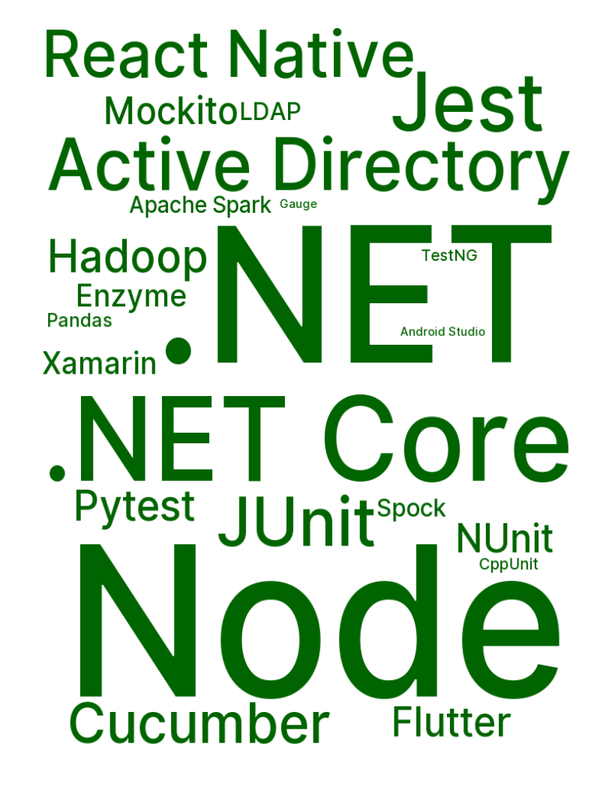 React Native
Jest
Mockito
LDAP
Active Directory
Apache Spark
Gauge
.NET
Hadoop
TestNG
Enzyme
Pandas
Android Studio
Xamarin
.NET Core
Pytest
JUnit
Spock
NUnit
CppUnit
Node
Cucumber
Flutter